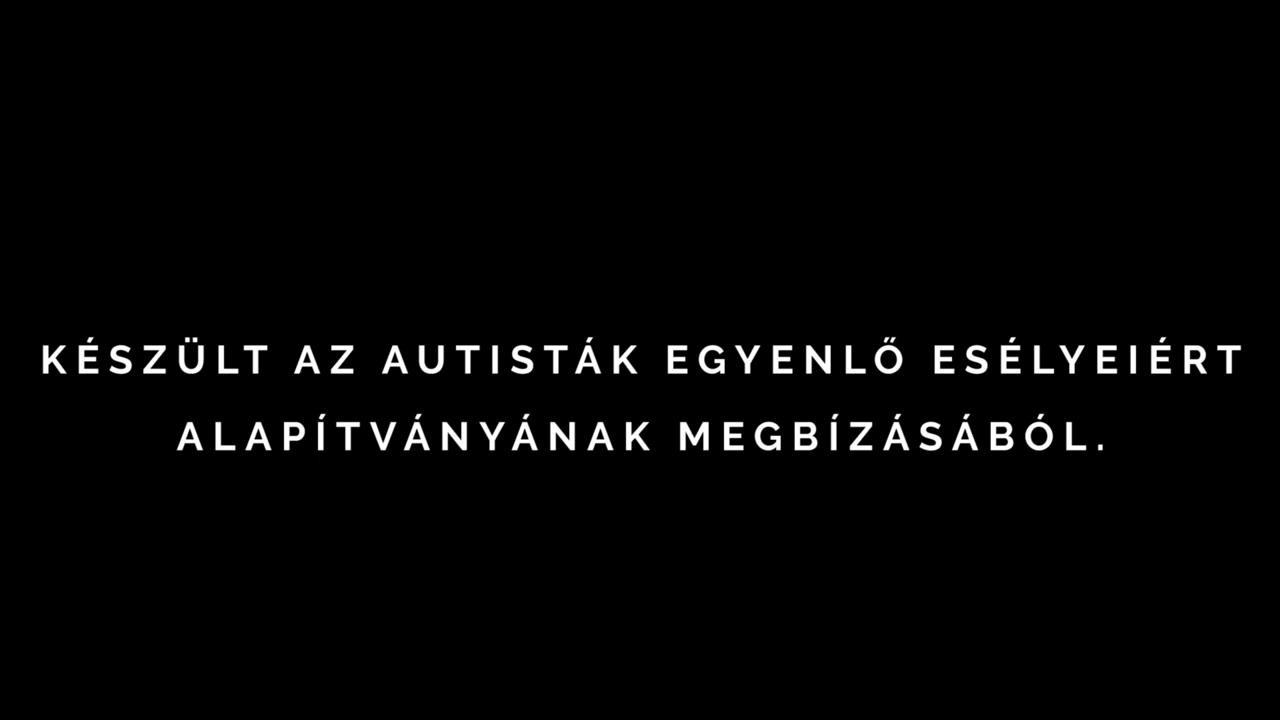 KÉSZÜLT AZ AUTISTÁK EGYENLŐ ESÉLYEIÉRT
ALAPÍTVÁNYÁNAK MEGBÍZÁSÁBÓL.